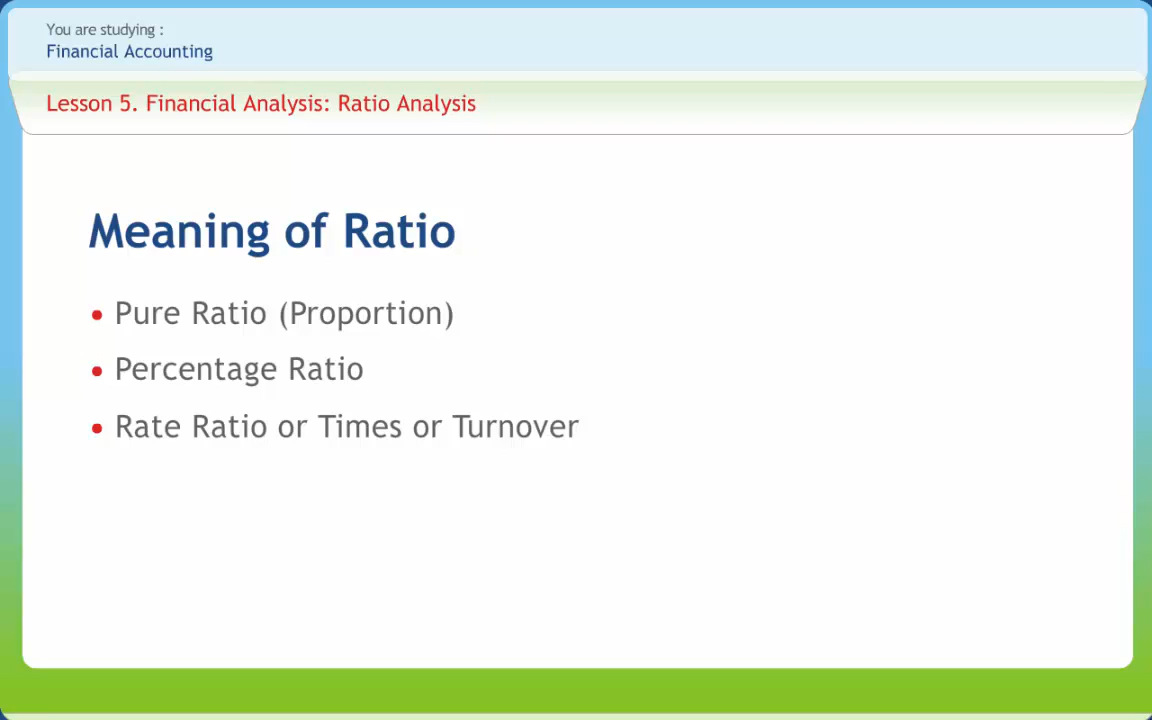 You are studying :
Financial Accounting
Lesson 5. Financial Analysis: Ratio Analysis
Meaning of Ratio
• Pure Ratio (Proportion)
• Percentage Ratio
• Rate Ratio or Times or Turnover